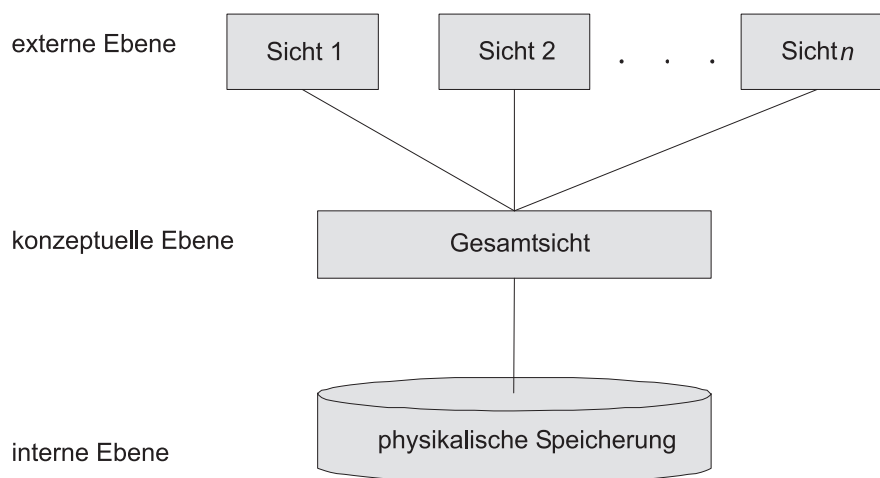 externe Ebene Sicht 1 Sicht 2 . . . Sicht n
konzeptuelle Ebene Gesamtsicht
interne Ebene physikalische Speicherung